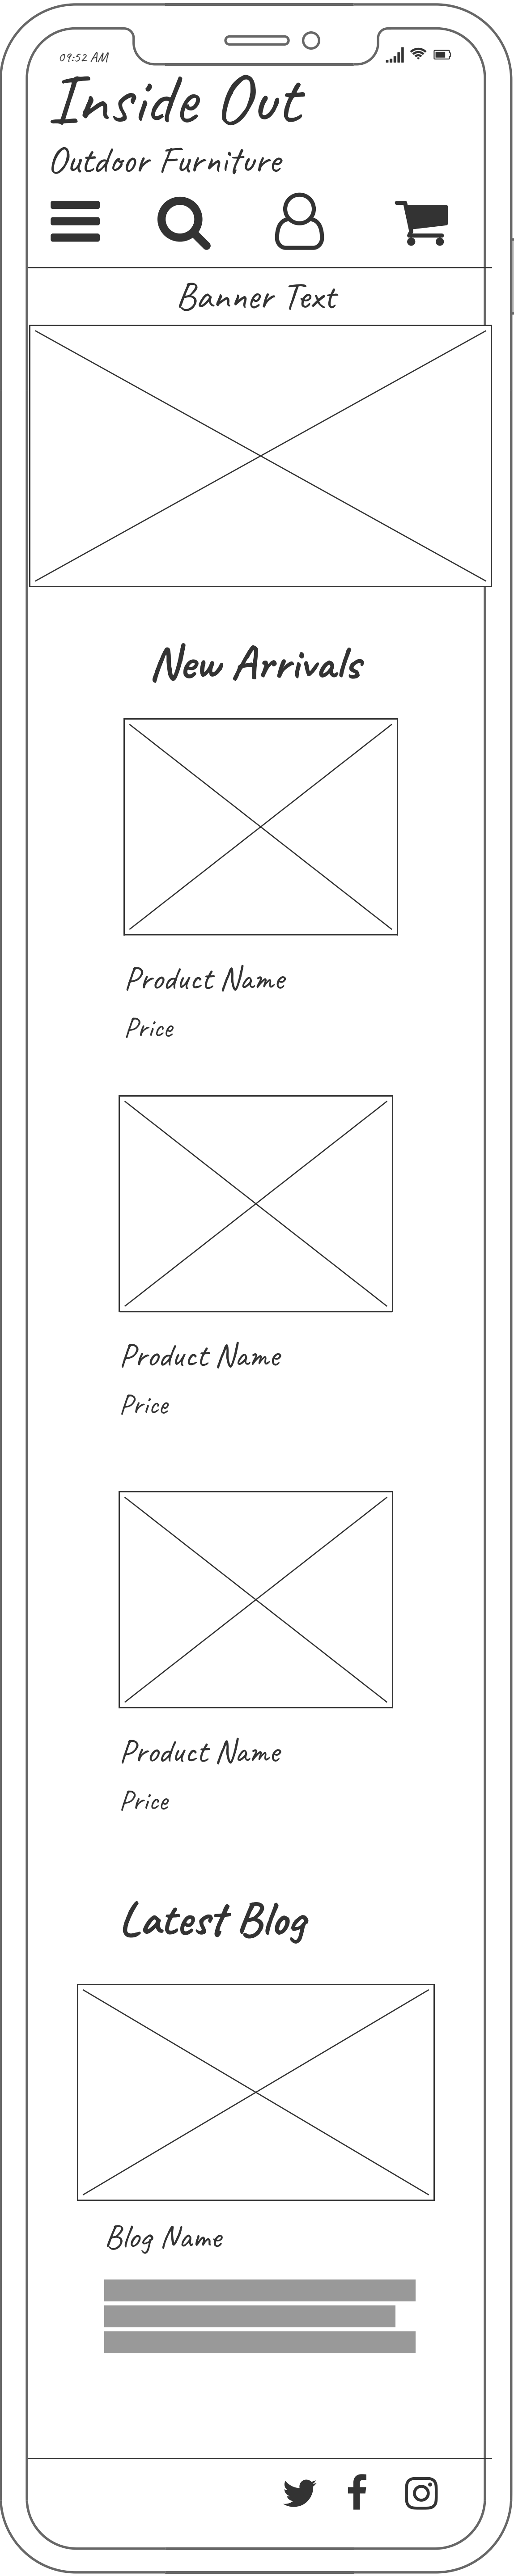 09:52 AM
Inside Out
Outdoor Furniture
Banner Text
New Arrivals
Product Name
Price
Product Name
Price
Product Name
Price
Latest Blog
Blog Name